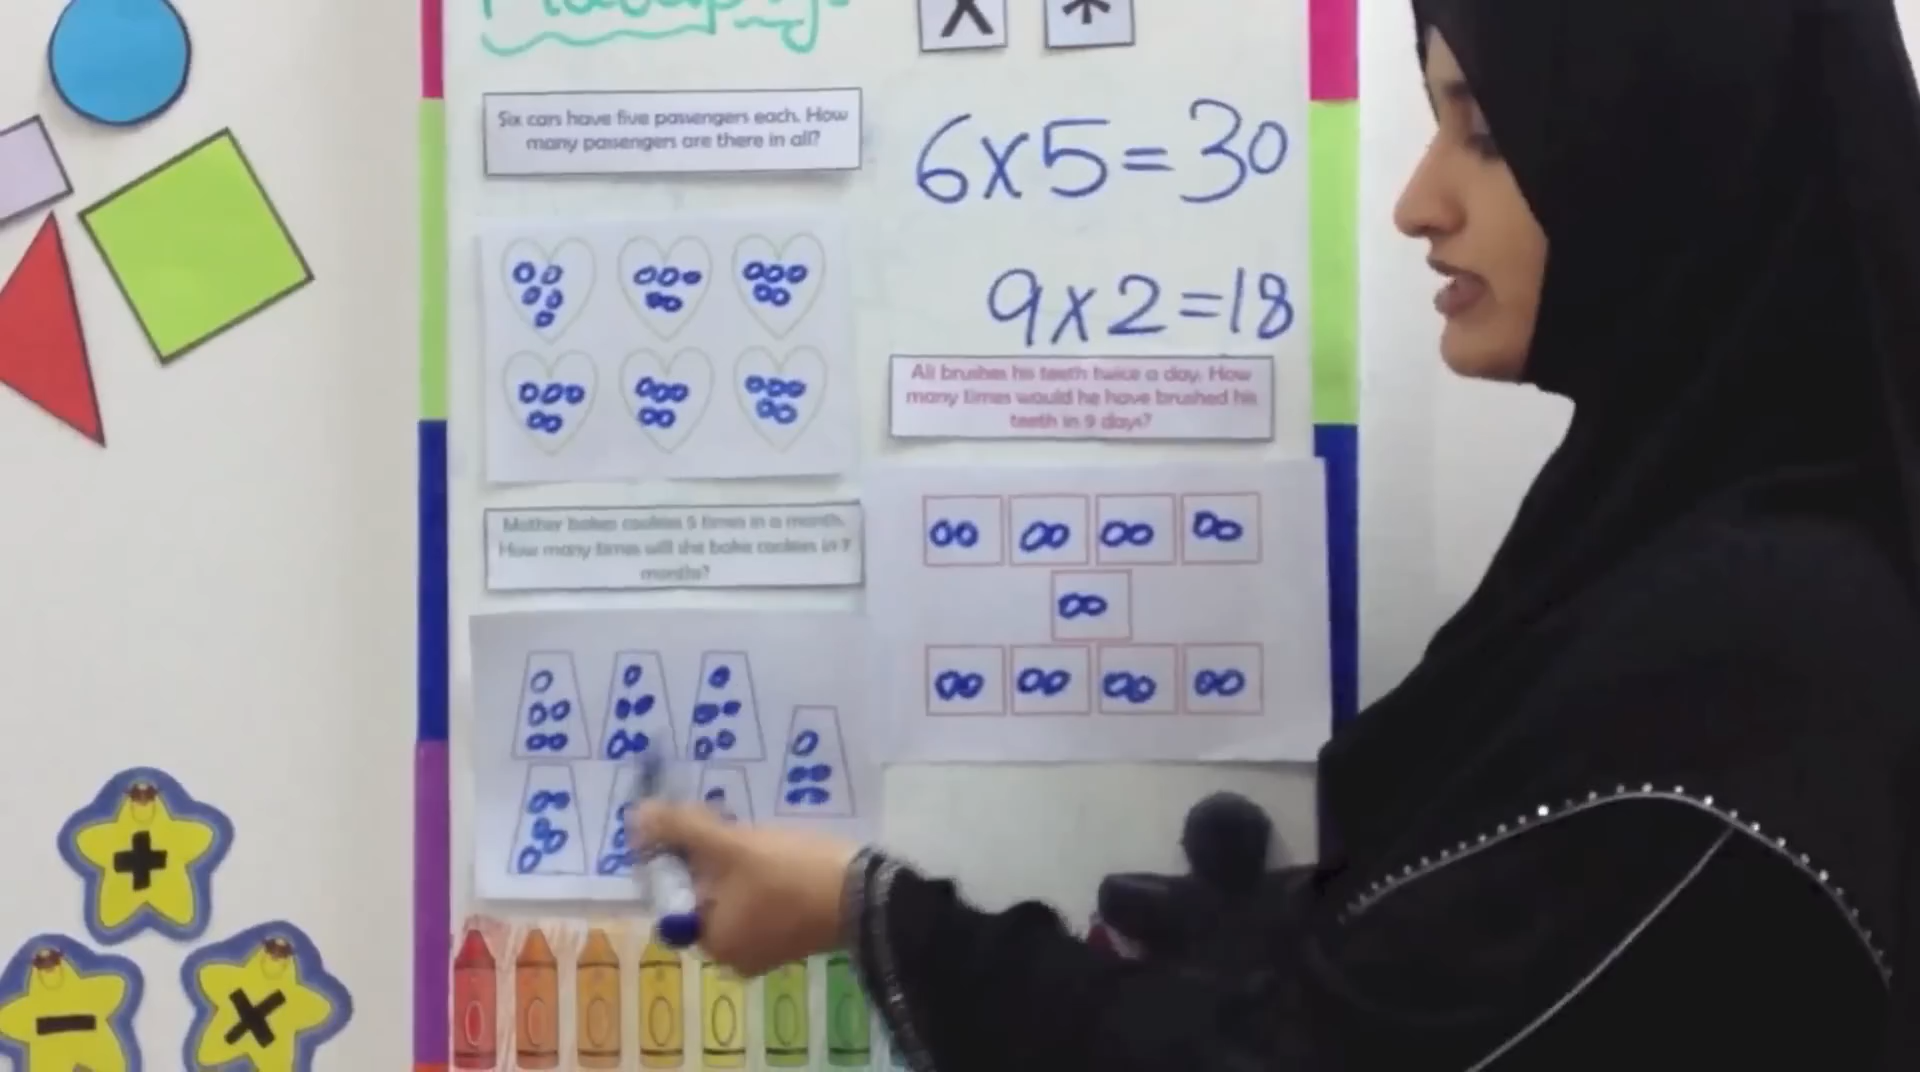 X *
Six cars have five passengers each. How
many passengers are there in all?
6x5=30
9x2=18
Ali brushes his teeth twice a day. How
many times would he have brushed his
teeth in 9 days?
Mother bakes cookies 5 times in a month.
How many times will she bake cookies in 7
months?
+
-
×